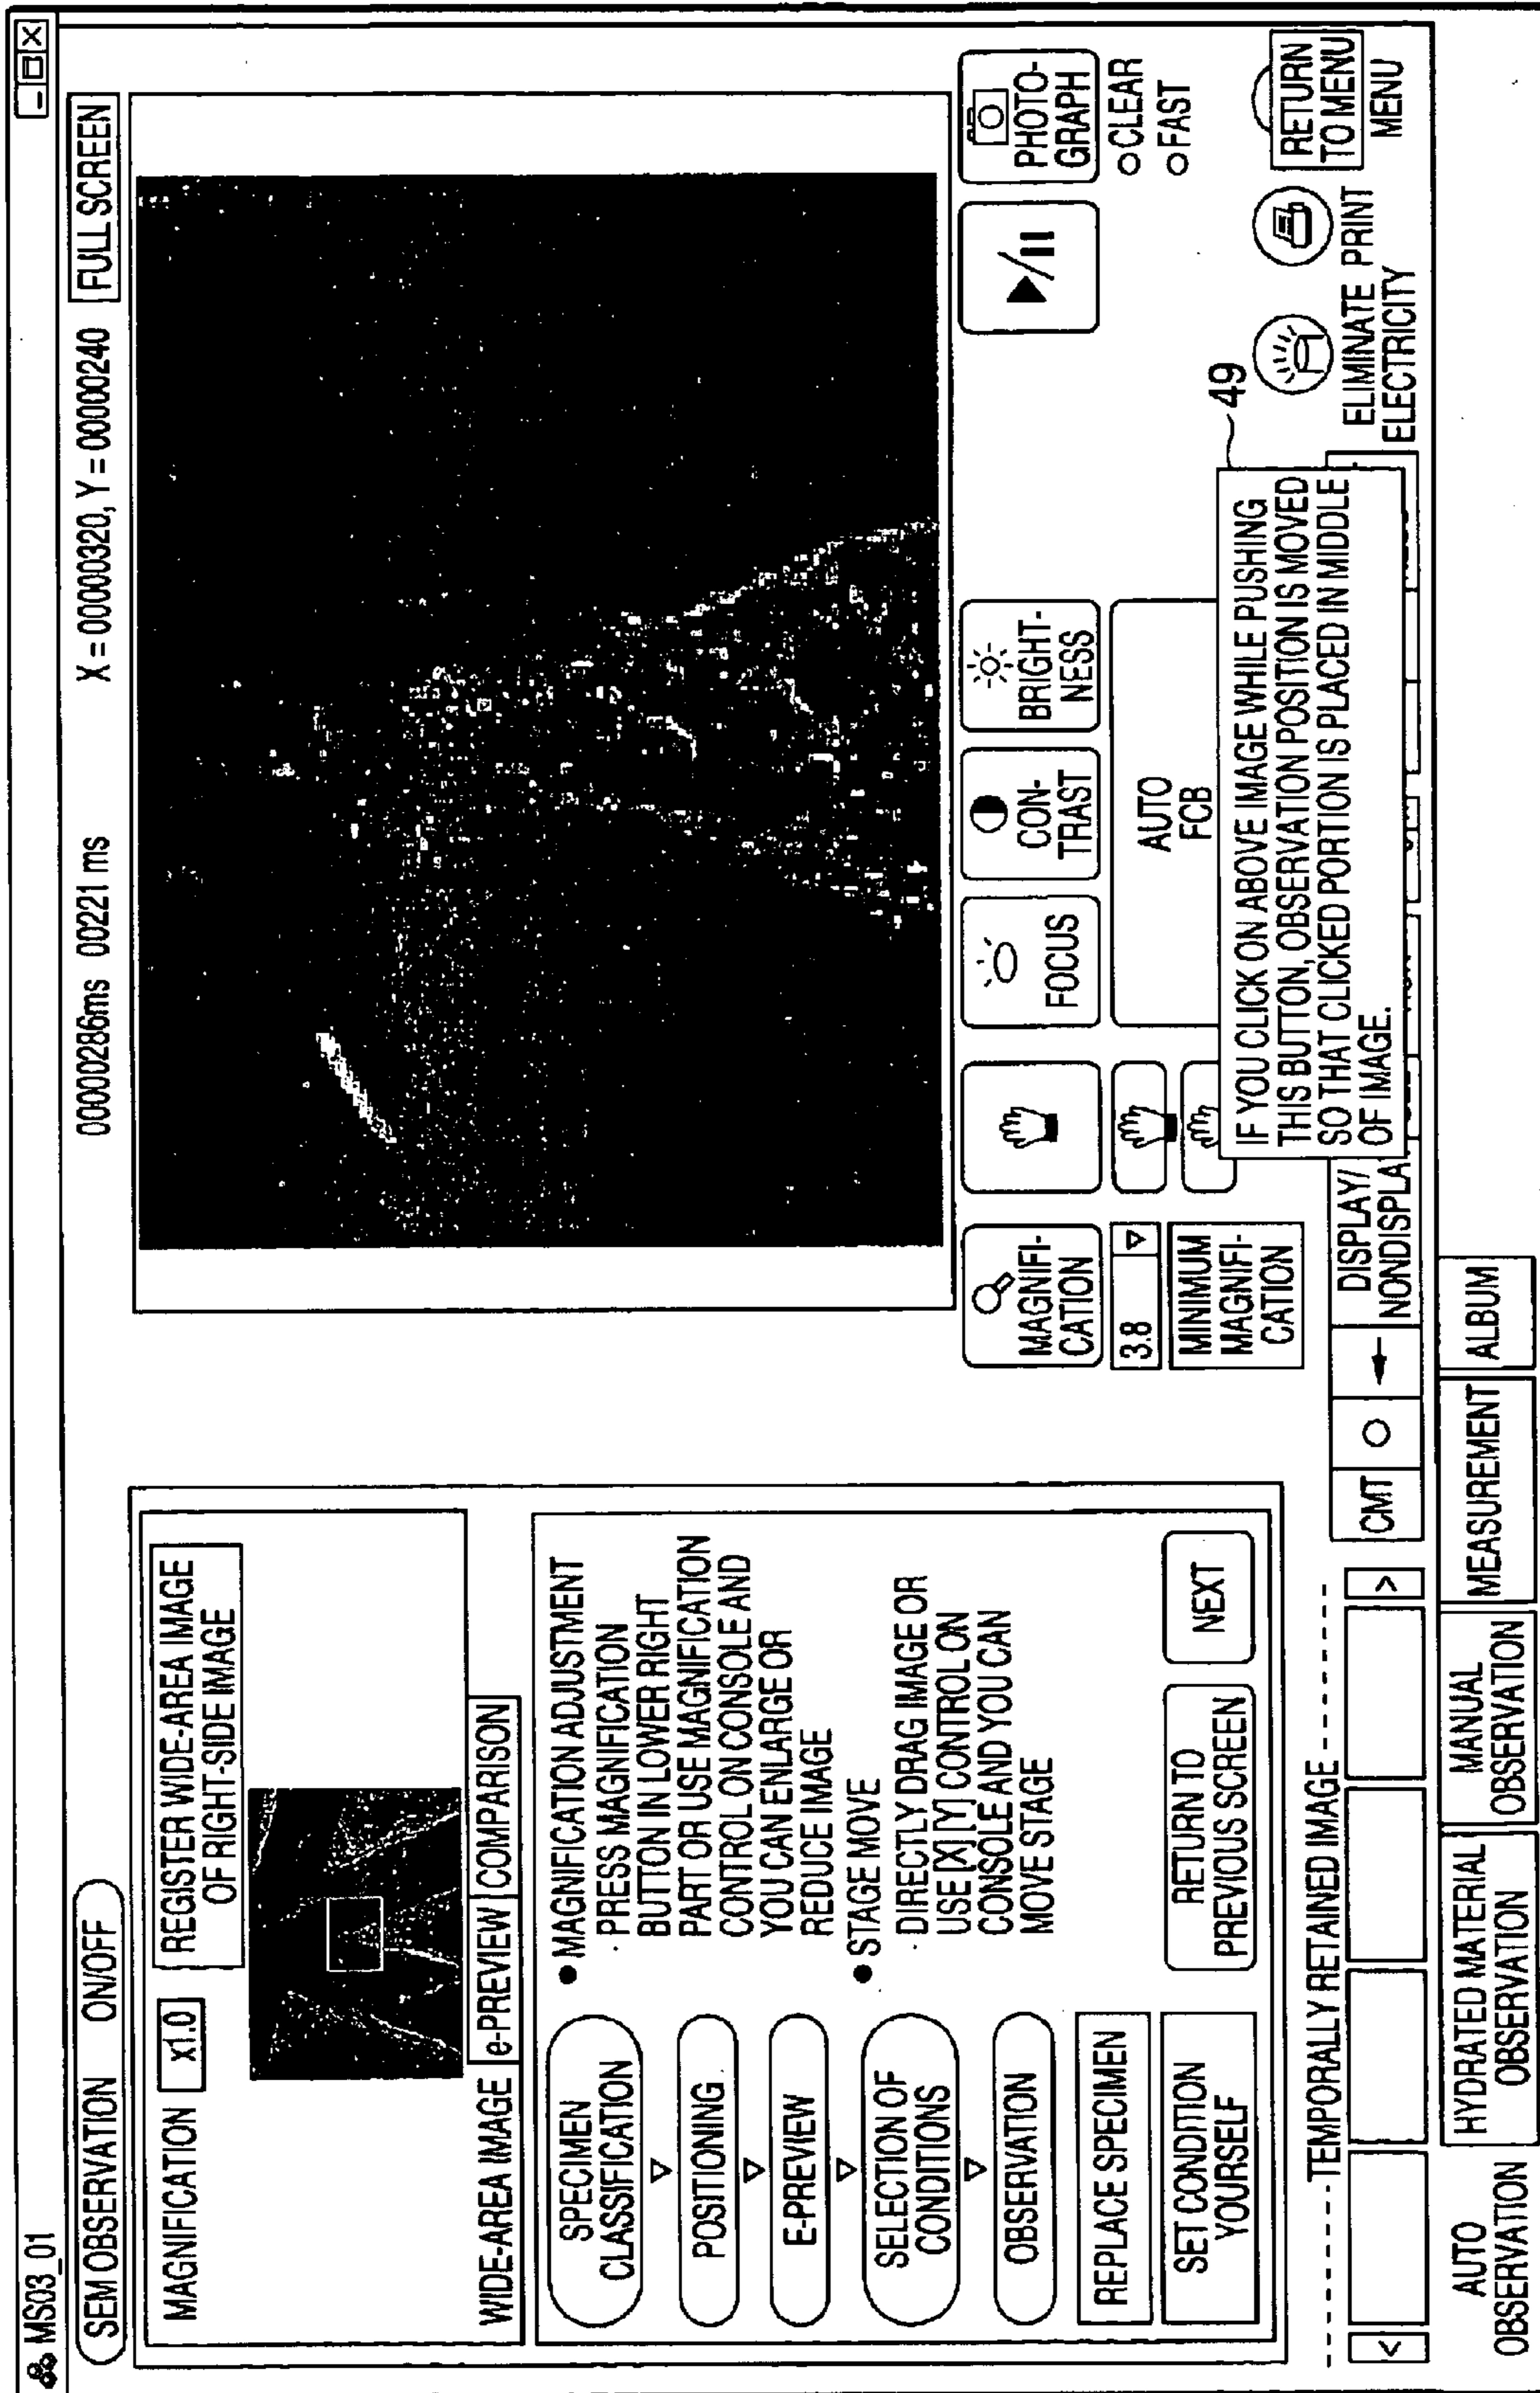 MS03_01
SEM OBSERVATION ON/OFF
0000286ms 00221 ms X = 0000320, Y = 00000240 FULL SCREEN
MAGNIFICATION x1.0
REGISTER WIDE-AREA IMAGE
OF RIGHT-SIDE IMAGE
WIDE-AREA IMAGE e-PREVIEW COMPARISON
SPECIMEN
CLASSIFICATION
POSITIONING
E-PREVIEW
SELECTION OF
CONDITIONS
OBSERVATION
REPLACE SPECIMEN
SET CONDITION
YOURSELF
● MAGNIFICATION ADJUSTMENT
PRESS MAGNIFICATION
BUTTON IN LOWER RIGHT
PART OR USE MAGNIFICATION
CONTROL ON CONSOLE AND
YOU CAN ENLARGE OR
REDUCE IMAGE
● STAGE MOVE
DIRECTLY DRAG IMAGE OR
USE [X] [Y] CONTROL ON
CONSOLE AND YOU CAN
MOVE STAGE
RETURN TO
PREVIOUS SCREEN
NEXT
MAGNIFI-
CATION
3.8
MINIMUM
MAGNIFI-
CATION
FOCUS
CON-
TRAST
BRIGHT-
NESS
AUTO
FCB
PHOTO-
GRAPH
CLEAR
FAST
49
IF YOU CLICK ON ABOVE IMAGE WHILE PUSHING
THIS BUTTON, OBSERVATION POSITION IS MOVED
SO THAT CLICKED PORTION IS PLACED IN MIDDLE
OF IMAGE.
ELIMINATE
ELECTRICITY
PRINT
RETURN
TO MENU
MENU
TEMPORALLY RETAINED IMAGE
< >
CMT
DISPLAY/
NONDISPLA
AUTO
OBSERVATION
HYDRATED MATERIAL
OBSERVATION
MANUAL
OBSERVATION
MEASUREMENT
ALBUM